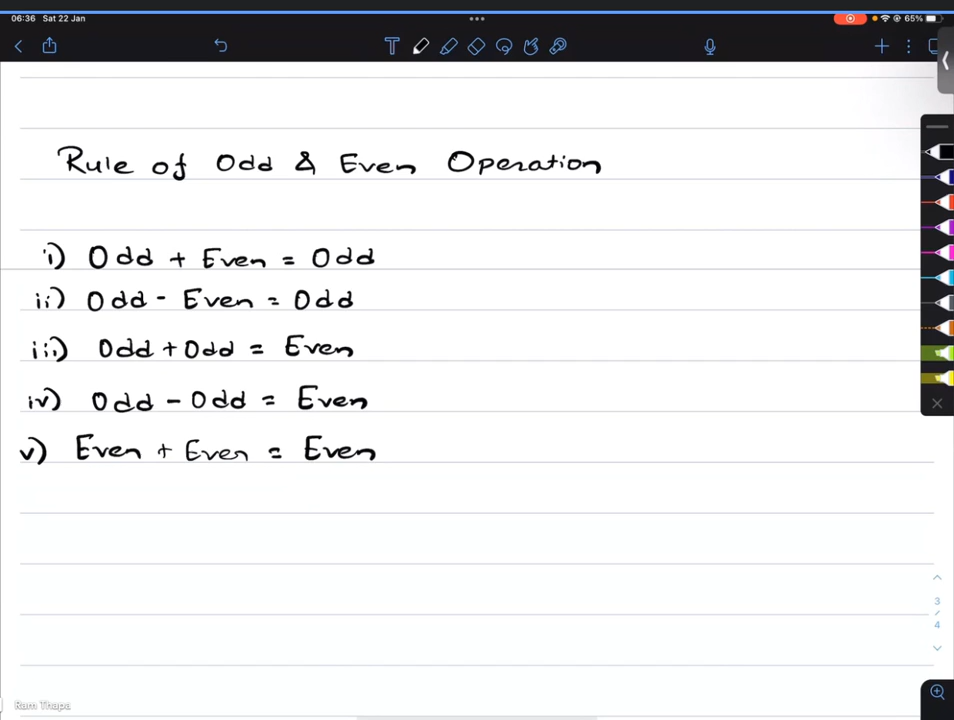 06:36 Sat 22 Jan
65%
T
Rule of Odd & Even Operation
i) Odd + Even = Odd
ii) Odd - Even = Odd
iii) Odd + Odd = Even
iv) Odd - Odd = Even
v) Even + Even = Even
3
/
4
Ram Thapa